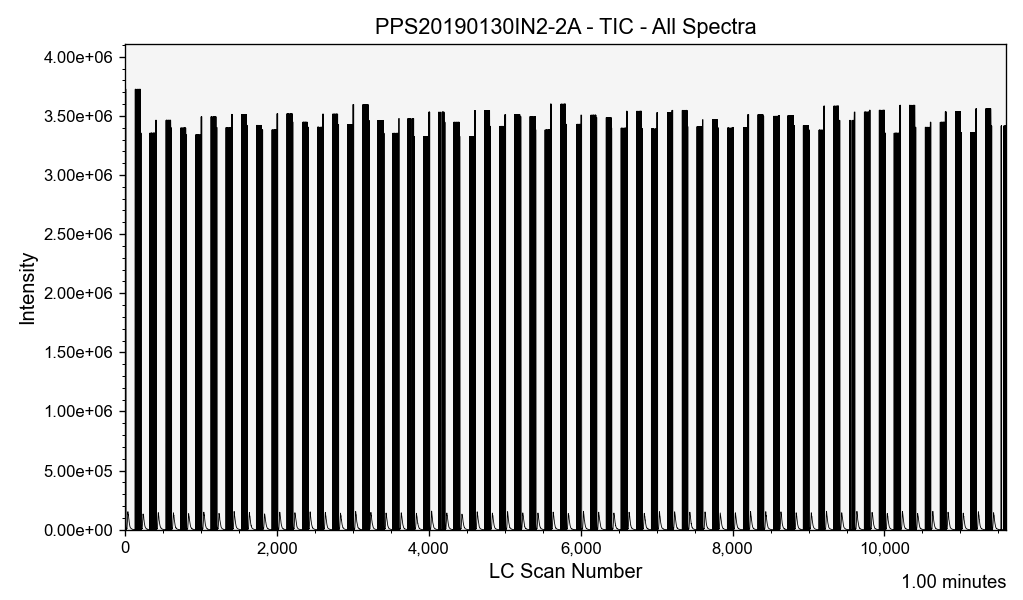 PPS20190130IN2-2A - TIC - All Spectra
4.00e+06
3.50e+06
3.00e+06
2.50e+06
2.00e+06
1.50e+06
1.00e+06
5.00e+05
0.00e+00
Intensity
0 2,000 4,000 6,000 8,000 10,000
LC Scan Number
1.00 minutes